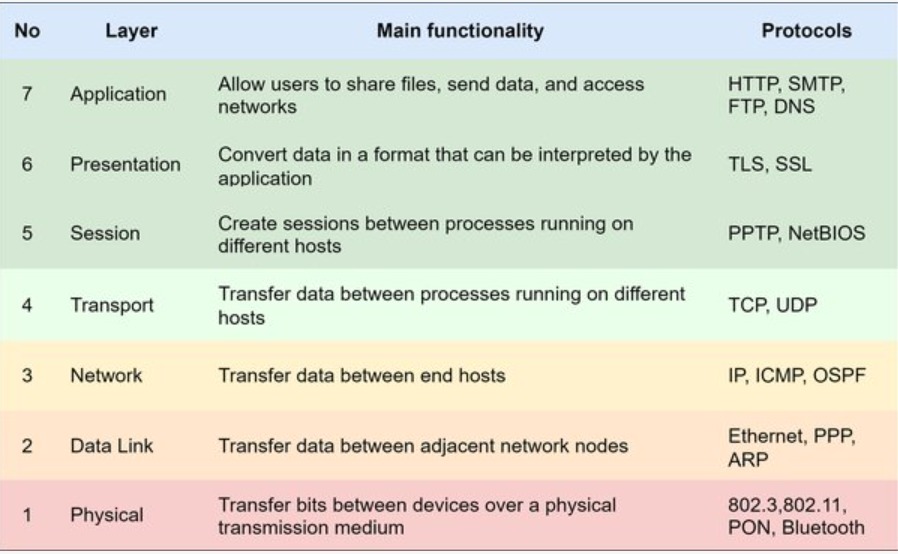 No Layer Main functionality Protocols
7 Application Allow users to share files, send data, and access networks HTTP, SMTP, FTP, DNS
6 Presentation Convert data in a format that can be interpreted by the application TLS, SSL
5 Session Create sessions between processes running on different hosts PPTP, NetBIOS
4 Transport Transfer data between processes running on different hosts TCP, UDP
3 Network Transfer data between end hosts IP, ICMP, OSPF
2 Data Link Transfer data between adjacent network nodes Ethernet, PPP, ARP
1 Physical Transfer bits between devices over a physical transmission medium 802.3,802.11, PON, Bluetooth